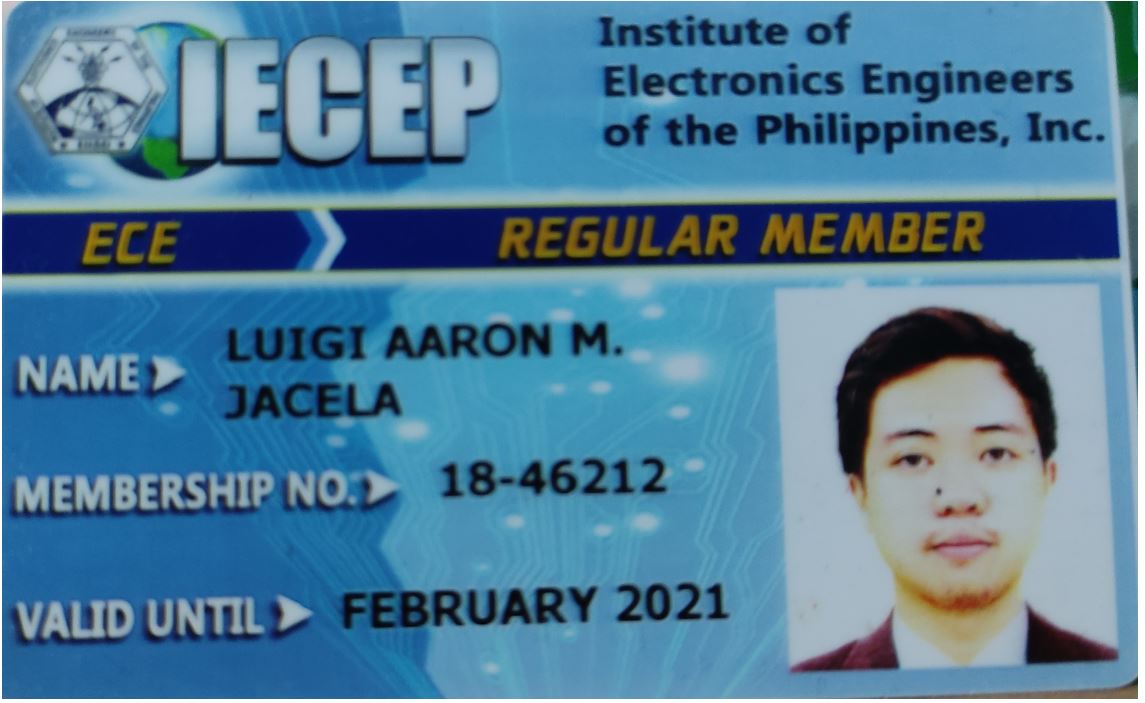 IECEP
Institute of
Electronics Engineers
of the Philippines, Inc.
ECE
REGULAR MEMBER
NAME
LUIGI AARON M.
JACELA
MEMBERSHIP NO.
18-46212
VALID UNTIL
FEBRUARY 2021